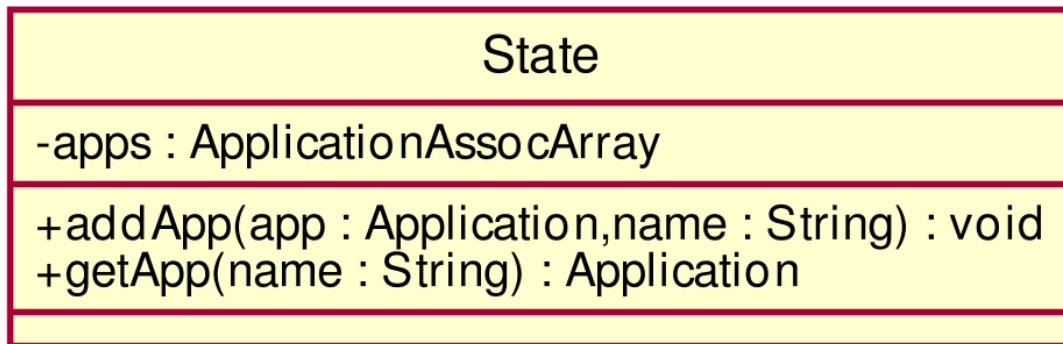 State
-apps : ApplicationAssocArray
+addApp(app : Application,name : String) : void
+getApp(name : String) : Application